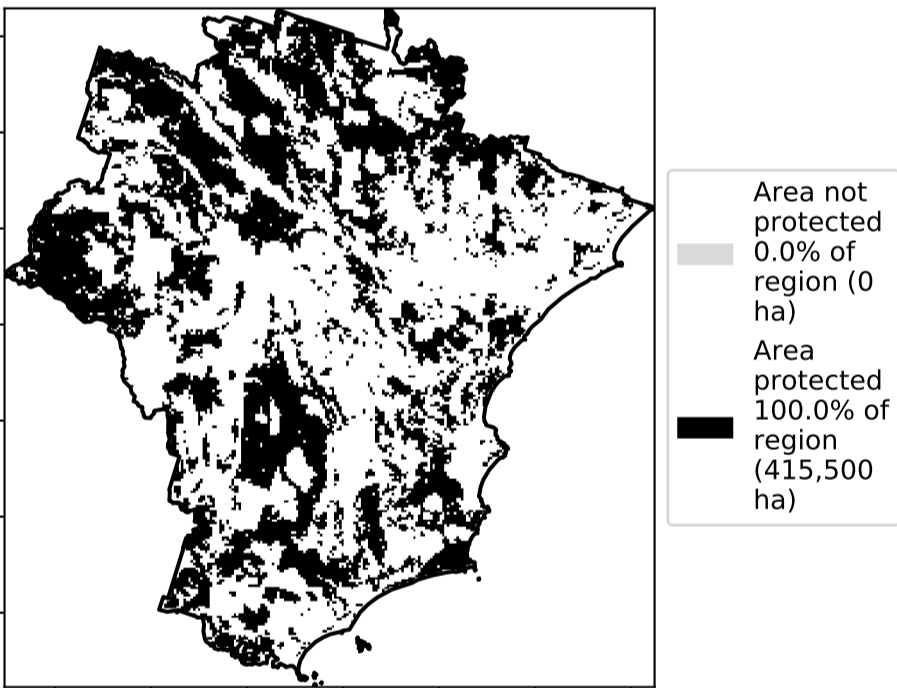 Area not
protected
0.0% of
region (0
ha)
Area
protected
100.0% of
region
(415,500
ha)